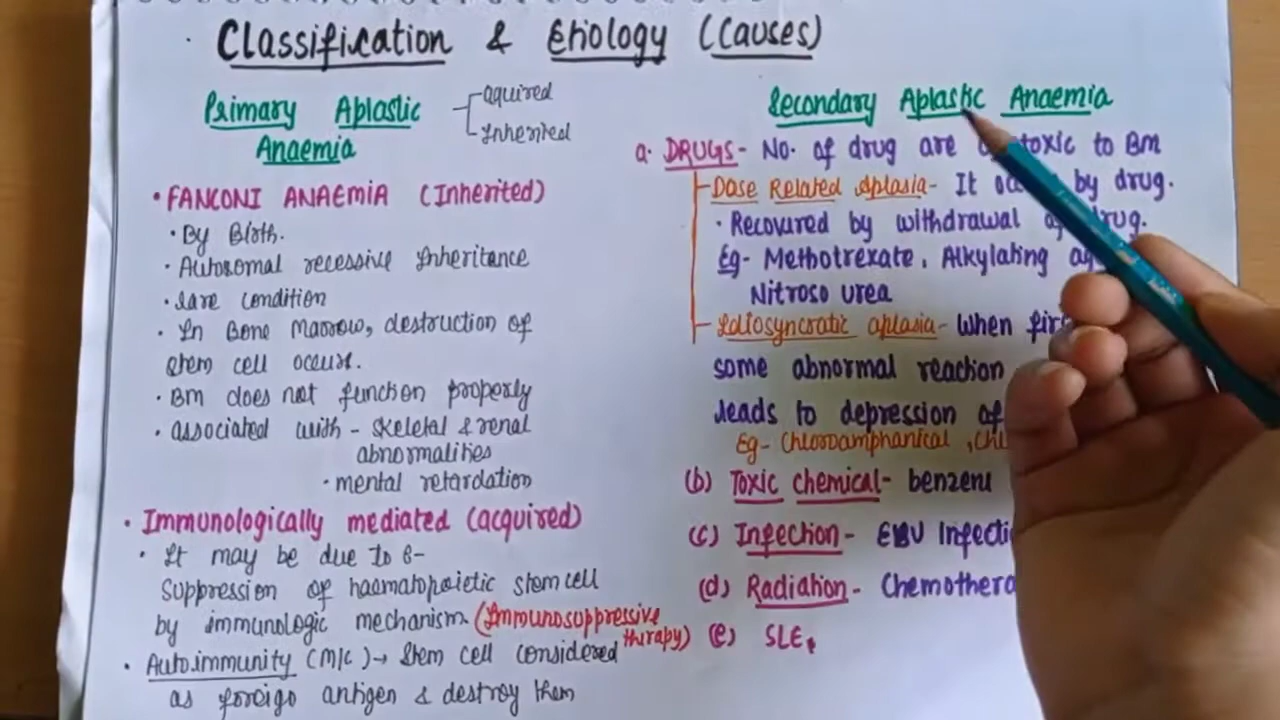 Classification & Etiology (Causes)
Primary Aplastic
Anaemia
Aquired
Inherited
• FANCONI ANAEMIA (Inherited)
• By Birth.
• Autosomal recessive Inheritance
• rare condition
• In Bone Marrow, destruction of
stem cell occurs.
• BM does not function properly
• Associated with - Skeletal & renal
abnormalities
• mental retardation
• Immunologically mediated (acquired)
• It may be due to :-
Suppression of haematopoietic stem cell
by immunologic mechanism (Immunosuppressive
therapy)
• Autoimmunity (M/C) → Stem cell considered
as foreign antigen & destroy them
Secondary Aplastic Anaemia
a. DRUGS - No. of drug are toxic to BM
Dose Related Aplasia - It by drug.
• Recovered by withdrawal drug.
Eg - Methotrexate, Alkylating
Nitroso urea
Idiosyncratic aplasia - When
some abnormal reaction
leads to depression of
Eg - Chloroamphanical,
(b) Toxic chemical - benzene
(c) Infection - EBV
(d) Radiation -
(e) SLE,